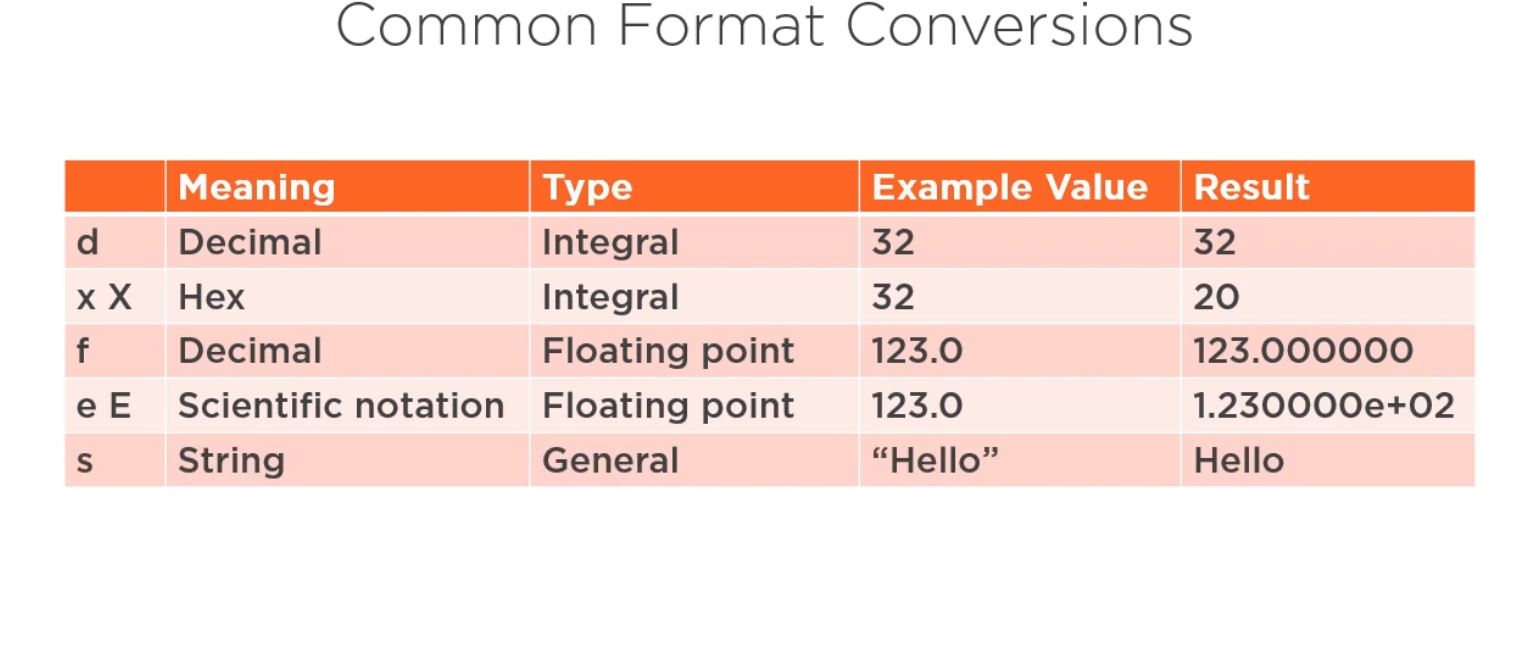 Common Format Conversions
Meaning Type Example Value Result
d Decimal Integral 32 32
x X Hex Integral 32 20
f Decimal Floating point 123.0 123.000000
e E Scientific notation Floating point 123.0 1.230000e+02
s String General “Hello” Hello